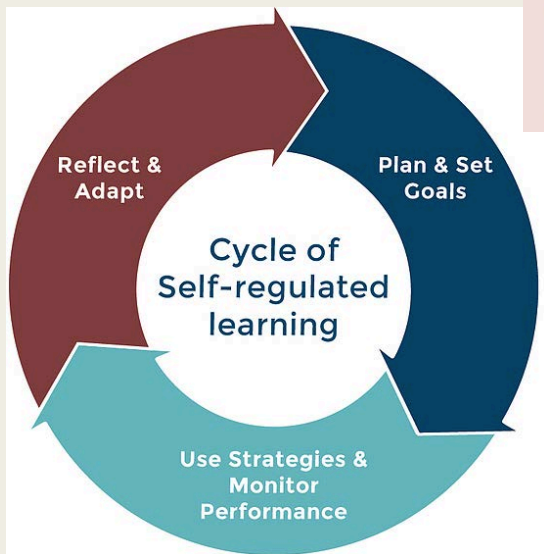 Cycle of
Self-regulated
learning
Plan & Set
Goals
Use Strategies &
Monitor
Performance
Reflect &
Adapt